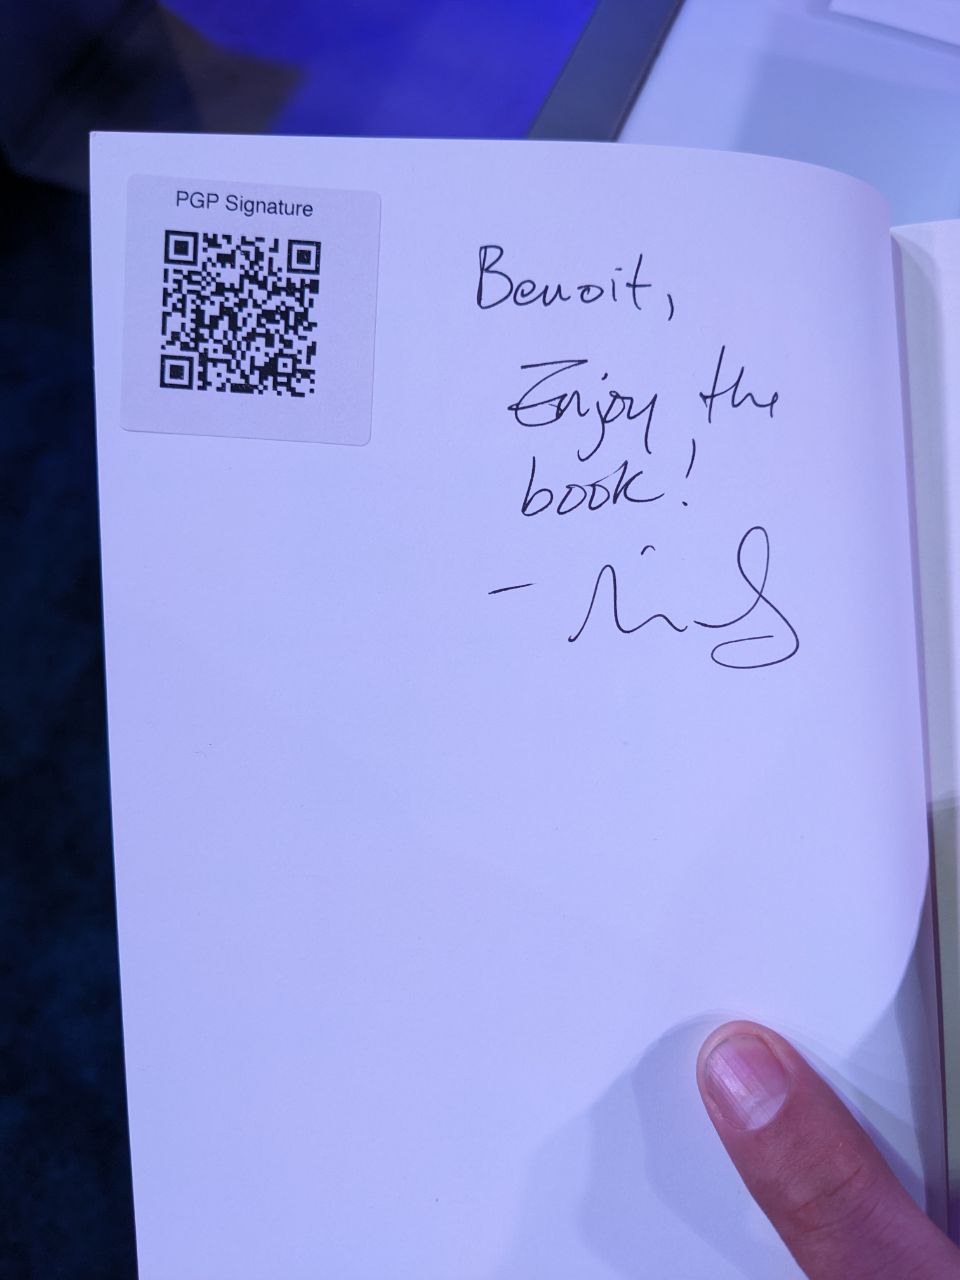 PGP Signature
Benoit,
Enjoy the
book!